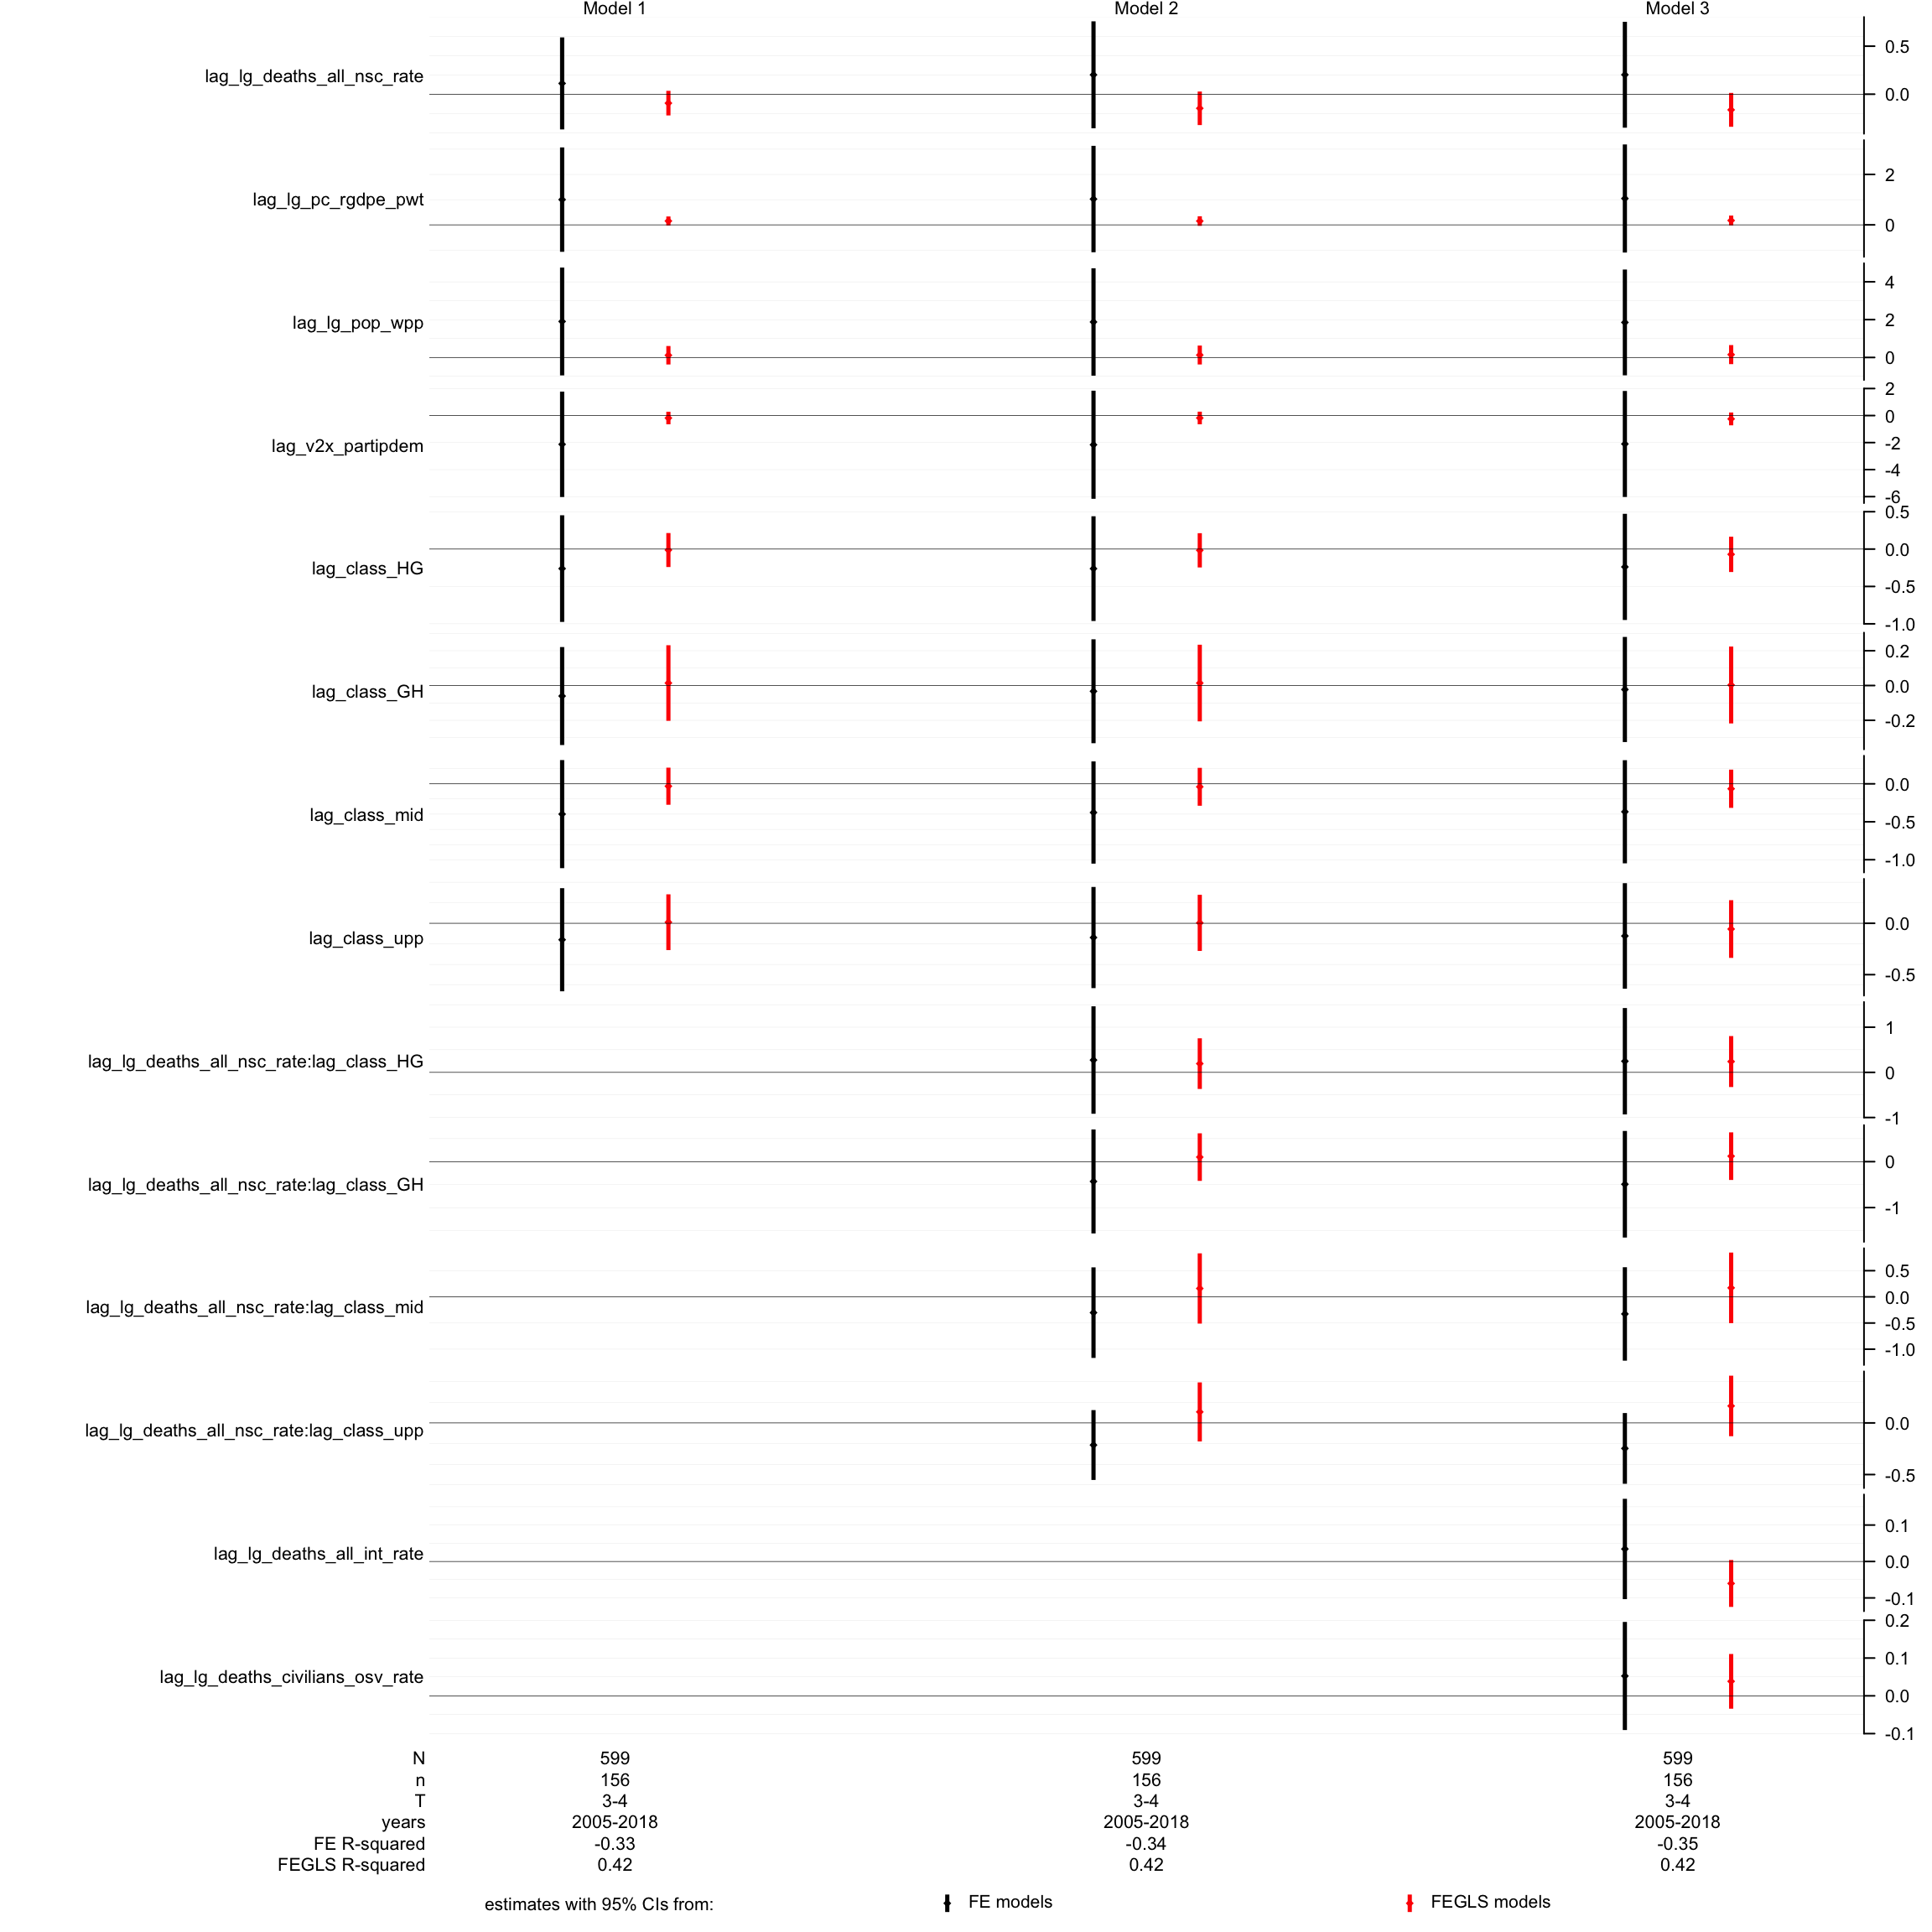 Model 1 Model 2 Model 3
lag_lg_deaths_all_nsc_rate
0.5
0.0
lag_lg_pc_rgdpe_pwt
2
0
lag_lg_pop_wpp
4
2
0
lag_v2x_partipdem
2
0
-2
-4
-6
lag_class_HG
0.5
0.0
-0.5
-1.0
lag_class_GH
0.2
0.0
-0.2
lag_class_mid
0.0
-0.5
-1.0
lag_class_upp
0.0
-0.5
lag_lg_deaths_all_nsc_rate:lag_class_HG
1
0
-1
lag_lg_deaths_all_nsc_rate:lag_class_GH
0
-1
lag_lg_deaths_all_nsc_rate:lag_class_mid
0.5
0.0
-0.5
-1.0
lag_lg_deaths_all_nsc_rate:lag_class_upp
0.0
-0.5
lag_lg_deaths_all_int_rate
0.1
0.0
-0.1
lag_lg_deaths_civilians_osv_rate
0.2
0.1
0.0
-0.1
N 599 599 599
n 156 156 156
T 3-4 3-4 3-4
years 2005-2018 2005-2018 2005-2018
FE R-squared -0.33 -0.34 -0.35
FEGLS R-squared 0.42 0.42 0.42
estimates with 95% CIs from: FE models FEGLS models